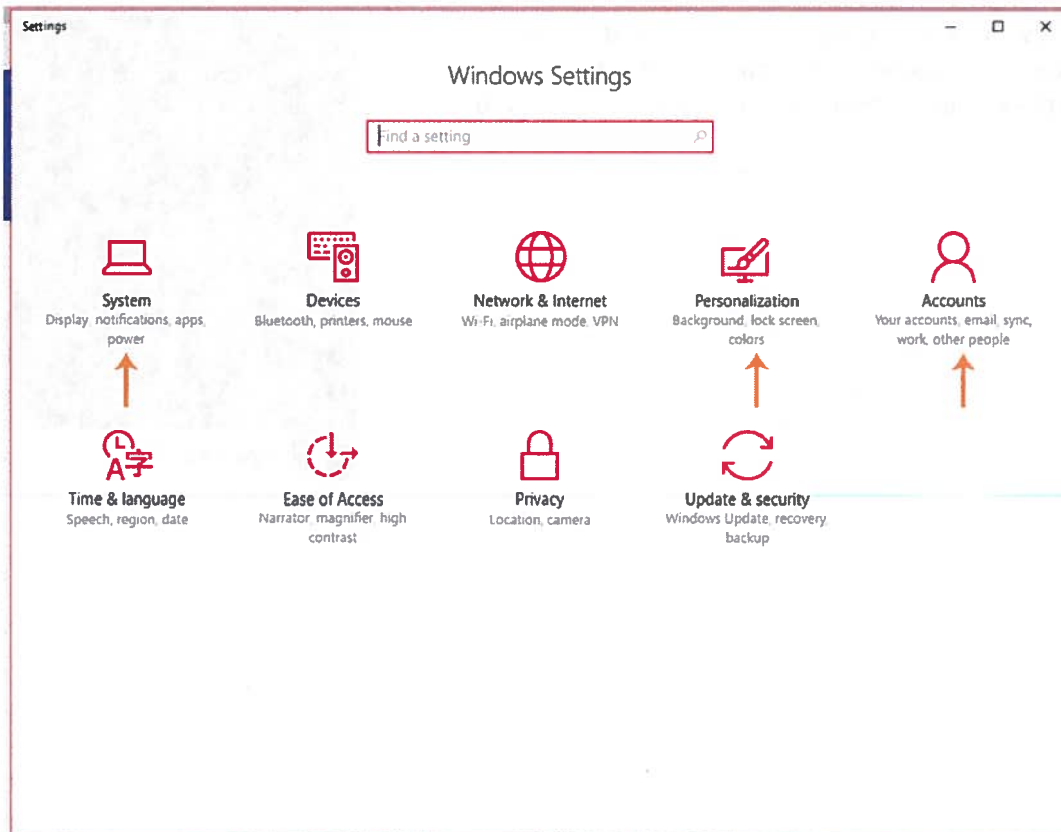 Settings
Windows Settings
Find a setting
System
Display, notifications, apps,
power
Devices
Bluetooth, printers, mouse
Network & Internet
Wi-Fi, airplane mode, VPN
Personalization
Background, lock screen,
colors
Accounts
Your accounts, email, sync,
work, other people
A字
Time & language
Speech, region, date
Ease of Access
Narrator, magnifier, high
contrast
Privacy
Location, camera
Update & security
Windows Update, recovery,
backup